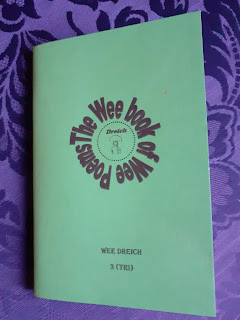 The Wee book of Wee Poems
Dreich
WEE DREICH
3 (TRI)